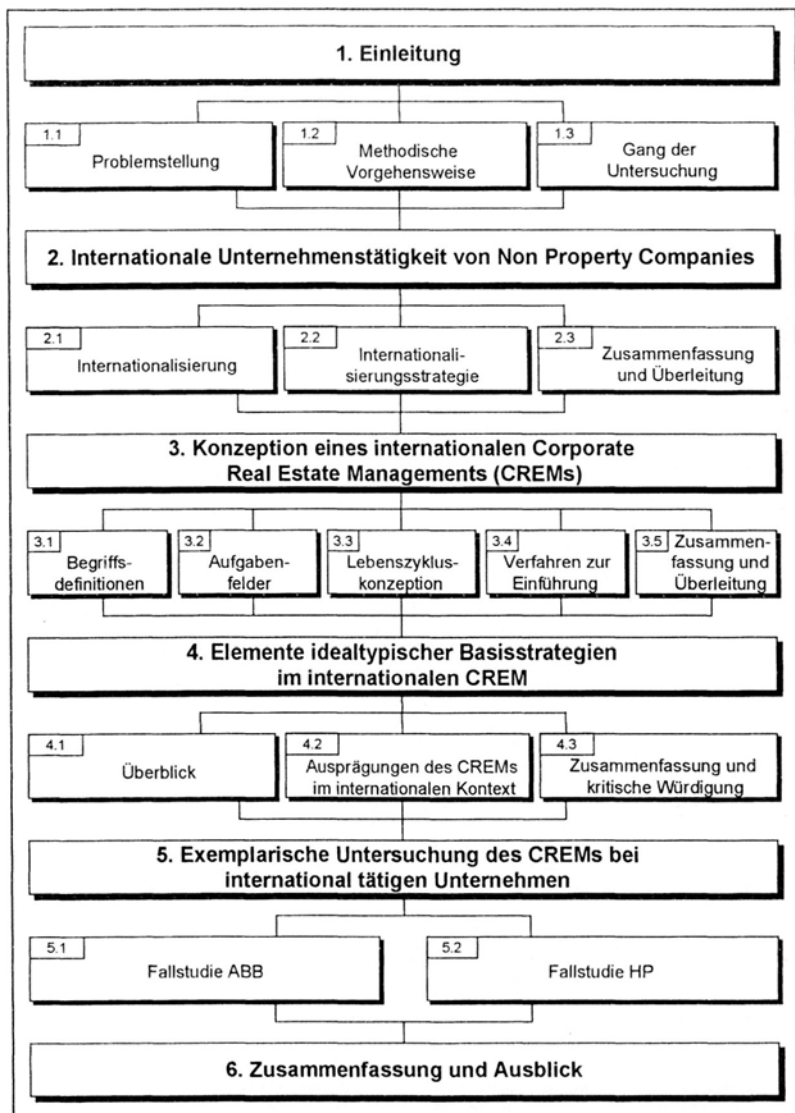 1. Einleitung
1.1
Problemstellung
1.2
Methodische
Vorgehensweise
1.3
Gang der
Untersuchung
2. Internationale Unternehmenstätigkeit von Non Property Companies
2.1
Internationalisierung
2.2
Internationali-
sierungsstrategie
2.3
Zusammenfassung
und Überleitung
3. Konzeption eines internationalen Corporate
Real Estate Managements (CREMs)
3.1
Begriffs-
definitionen
3.2
Aufgaben-
felder
3.3
Lebenszyklus-
konzeption
3.4
Verfahren zur
Einführung
3.5
Zusammen-
fassung und
Überleitung
4. Elemente idealtypischer Basisstrategien
im internationalen CREM
4.1
Überblick
4.2
Ausprägungen des CREMs
im internationalen Kontext
4.3
Zusammenfassung und
kritische Würdigung
5. Exemplarische Untersuchung des CREMs bei
international tätigen Unternehmen
5.1
Fallstudie ABB
5.2
Fallstudie HP
6. Zusammenfassung und Ausblick